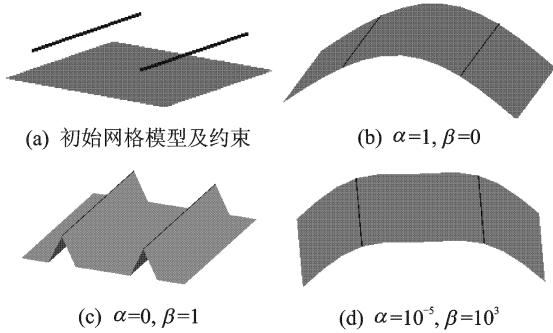 (a) 初始网格模型及约束
(b) α=1, β=0
(c) α=0, β=1
(d) α=10⁻⁵, β=10³